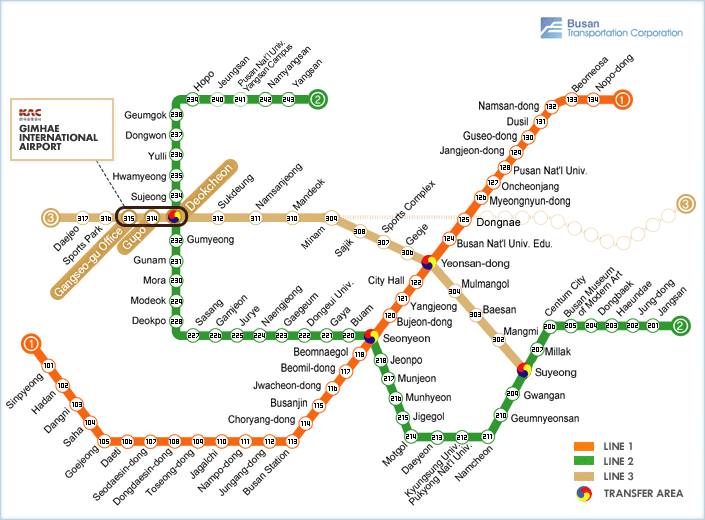 Busan
Transportation Corporation
KAC
GIMHAE
INTERNATIONAL
AIRPORT
Hopo
Jeungsan
Pusan Nat'l Univ.
Yangsan Campus
Namyangsan
Yangsan
239
240
241
242
243
2
Geumgok
238
Dongwon
237
Yulli
236
Hwamyeong
235
Sujeong
234
Deokcheon
3
317
316
315
314
Daejeo
Sports Park
Gangseo-gu Office
Gupo
312
311
310
309
308
307
306
Sukdeung
Namsanjeong
Mandeok
Minam
Sajik
Sports Complex
Geoje
3
232
Gumyeong
Gunam
231
Mora
230
Modeok
229
Deokpo
228
227
226
225
224
223
222
221
220
Sasang
Gamjeon
Jurye
Naengjeong
Gaegeum
Dongeui Univ.
Gaya
Buam
Beomeosa
Nopo-dong
133
134
1
Namsan-dong
132
Dusil
131
Guseo-dong
130
Jangjeon-dong
129
128
Pusan Nat'l Univ.
127
Oncheonjang
126
Myeongnyun-dong
125
Dongnae
124
Busan Nat'l Univ. Edu.
Yeonsan-dong
City Hall
122
Yangjeong
121
Bujeon-dong
120
Seonyeon
304
Mulmangol
303
Baesan
302
Mangni
Suyeong
Centum City
Busan Museum
of Modern Art
Dongbaek
Haeundae
Jung-dong
Jangsan
206
205
204
203
202
201
2
207
Millak
209
Gwangan
210
Geumnyeonsan
218
Jeonpo
217
Munjeon
216
Munhyeon
215
Jigegol
214
213
212
211
Motgol
Daeyeon
Kyungsung Univ.
Pukyong Nat'l Univ.
Namcheon
Beomnaegol
118
Beomil-dong
117
Jwacheon-dong
116
Busanjin
115
Choryang-dong
114
113
1
101
102
103
104
105
106
107
108
109
110
111
112
Sinpyeong
Hadan
Dangni
Saha
Goejeong
Daeti
Seodaesin-dong
Dongdaesin-dong
Toseong-dong
Jagalchi
Nampo-dong
Jungang-dong
Busan Station
LINE 1
LINE 2
LINE 3
TRANSFER AREA